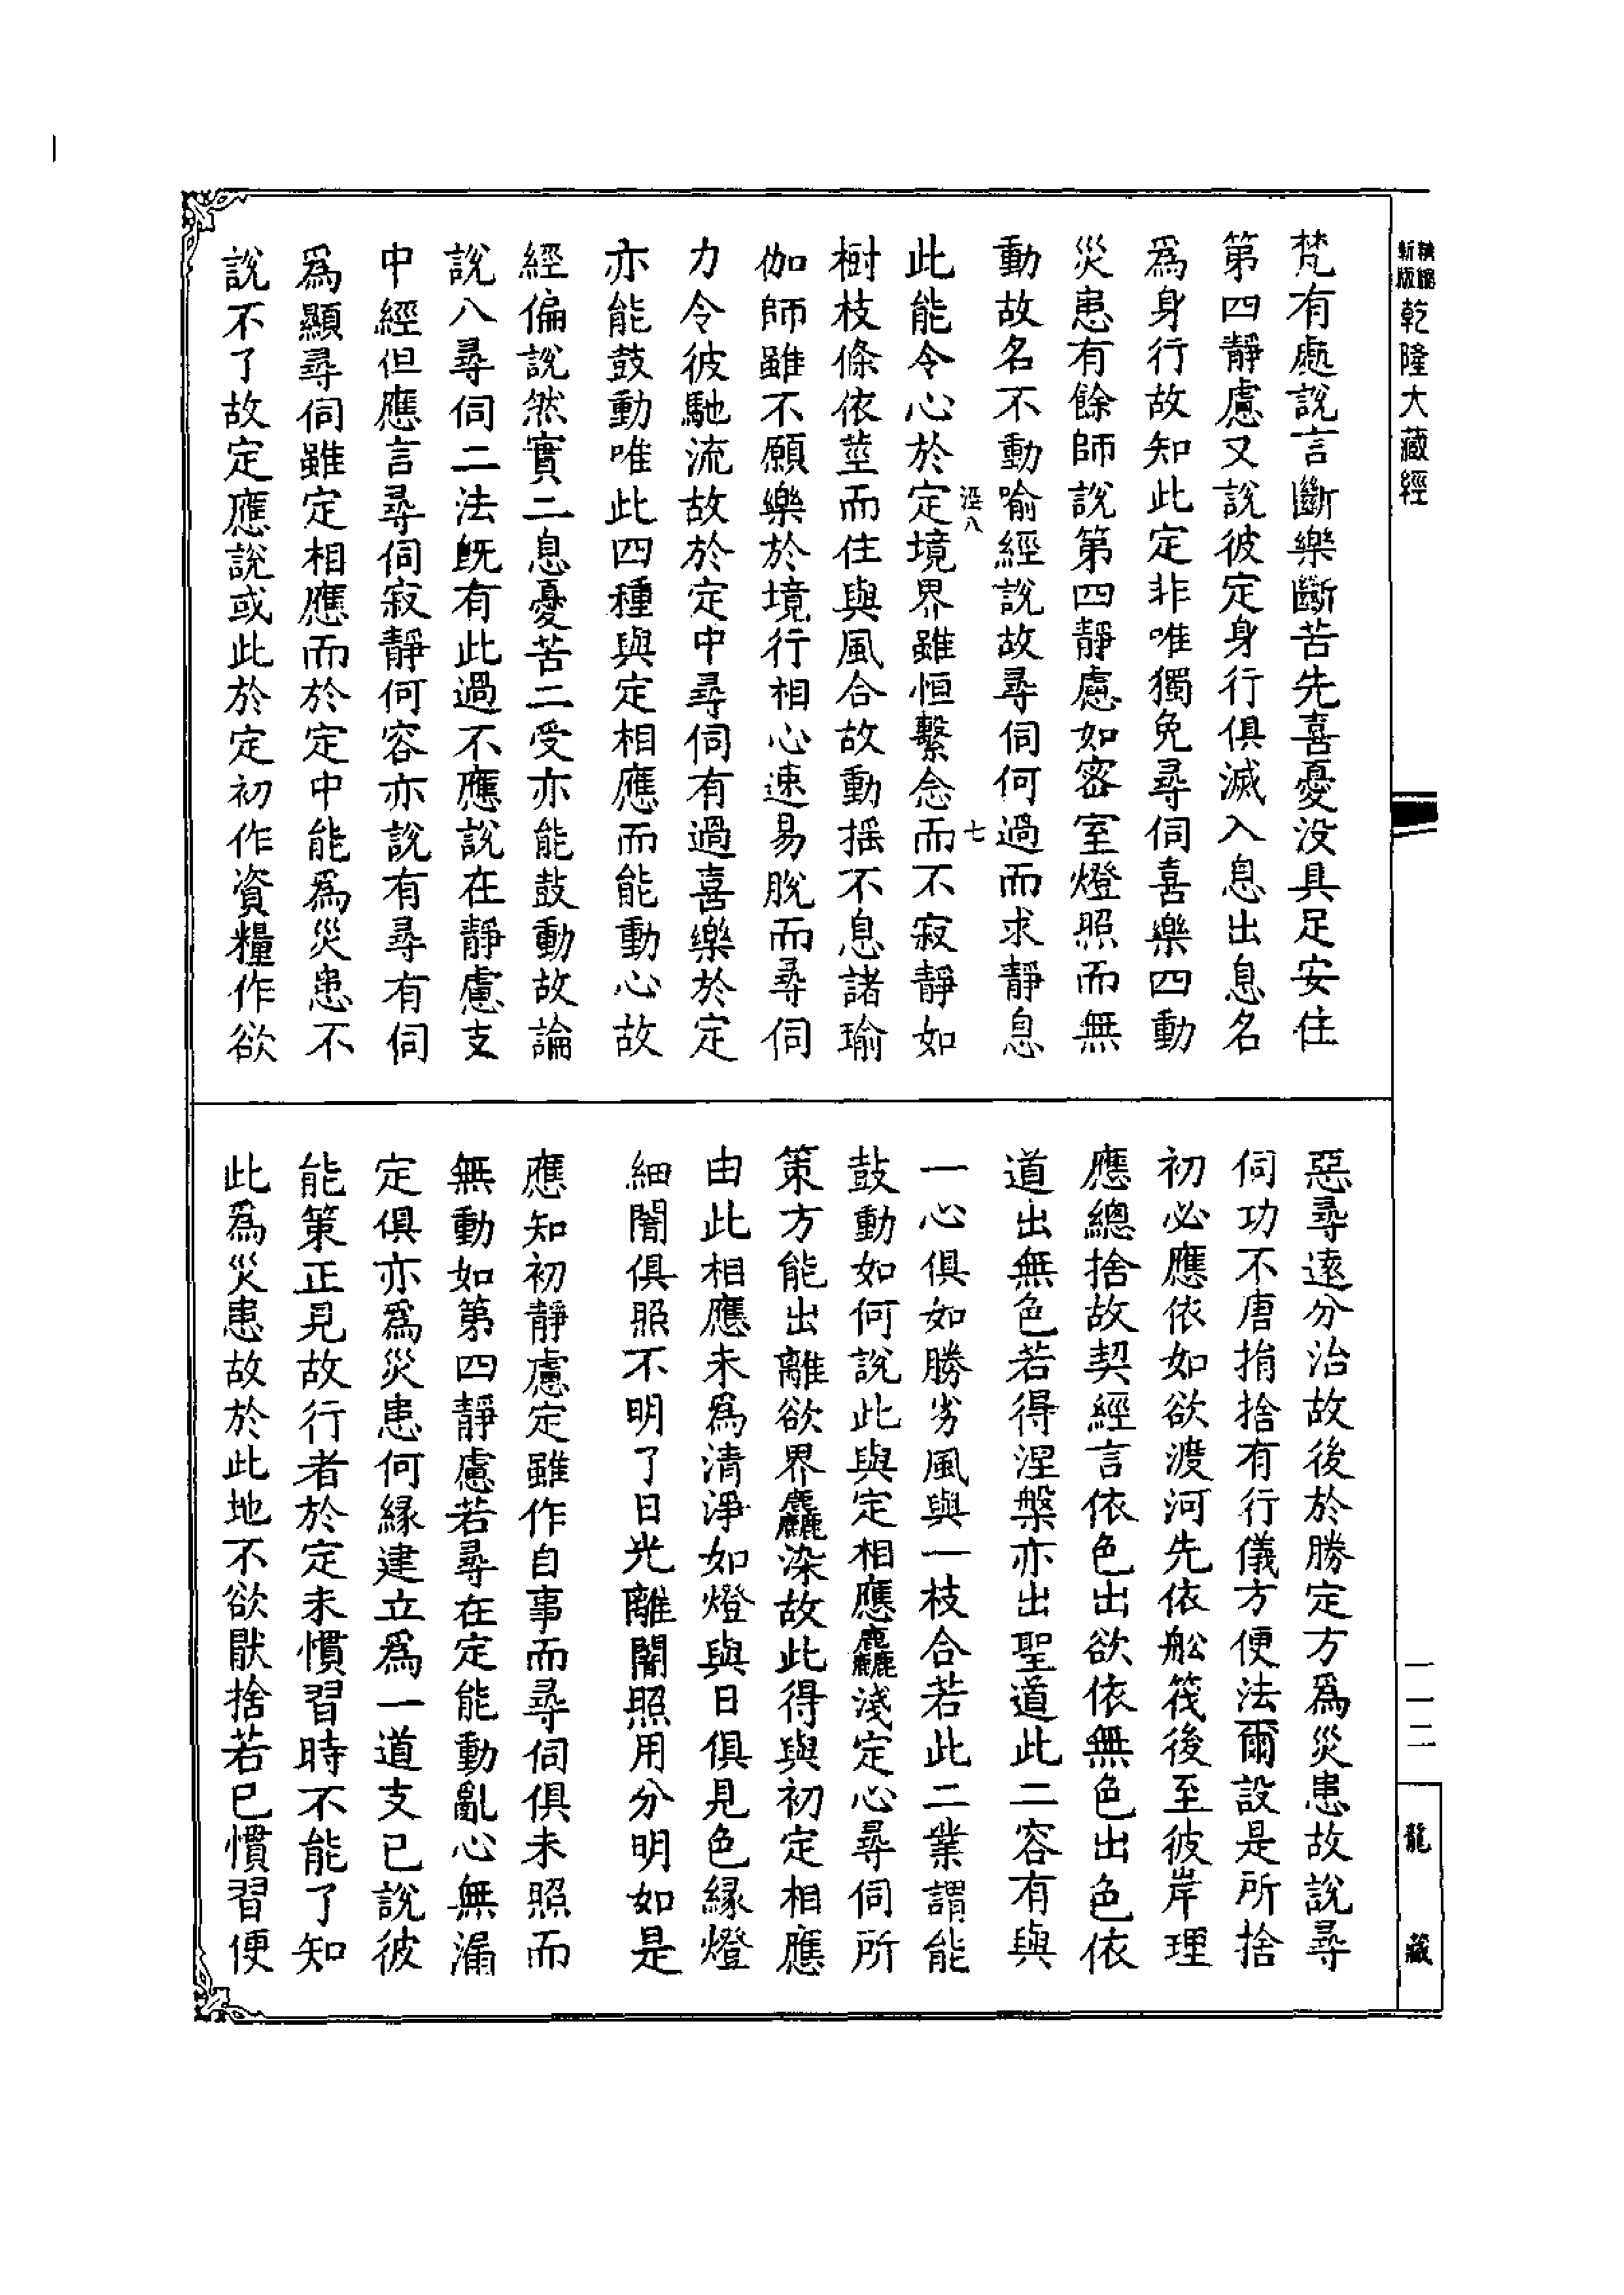 乾隆大藏經
梵有處說言斷樂斷苦先喜憂没具足安住
第四靜慮又說彼定身行俱滅入息出息名
為身行故知此定非唯獨免尋伺喜樂四動
災患有餘師說第四靜慮如密室燈照而無
動故名不動喻經說故尋伺何過而求靜息
此能令心於定境界雖恒繫念而不寂靜如
樹枝條依莖而住與風合故動揺不息諸瑜
伽師雖不願樂於境行相心速易脫而尋伺
力令彼馳流故於定中尋伺有過喜樂於定
亦能鼓動唯此四種與定相應而能動心故
經偏說然實二息憂苦二受亦能鼓動故論
說八尋伺二法既有此過不應說在靜慮支
中經但應言尋伺寂靜何容亦說有尋有伺
爲顯尋伺雖定相應而於定中能爲災患不
說不了故定應說或此於定初作資糧作欲
惡尋遠分治故後於勝定方爲災患故說尋
伺功不唐捐捨有行儀方便法爾設是所捨
初必應依如欲渡河先依舩筏後至彼岸理
應總捨故契經言依色出欲依無色出色依
道出無色若得涅槃亦出聖道此二容有與
一心俱如勝劣風與一枝合若此二業謂能
鼓動如何說此與定相應麤淺定心尋伺所
策方能出離欲界麤染故此得與初定相應
由此相應未爲清淨如燈與日俱見色緣燈
細闇俱照不明了日光離闇照用分明如是
應知初靜慮定雖作自事而尋伺俱未照而
無動如第四靜慮若尋在定能動亂心無漏
定俱亦爲災患何緣建立爲一道支已說彼
能策正見故行者於定未慣習時不能了知
此爲災患故於此地不欲猒捨若已慣習便
七
一一二
龍藏